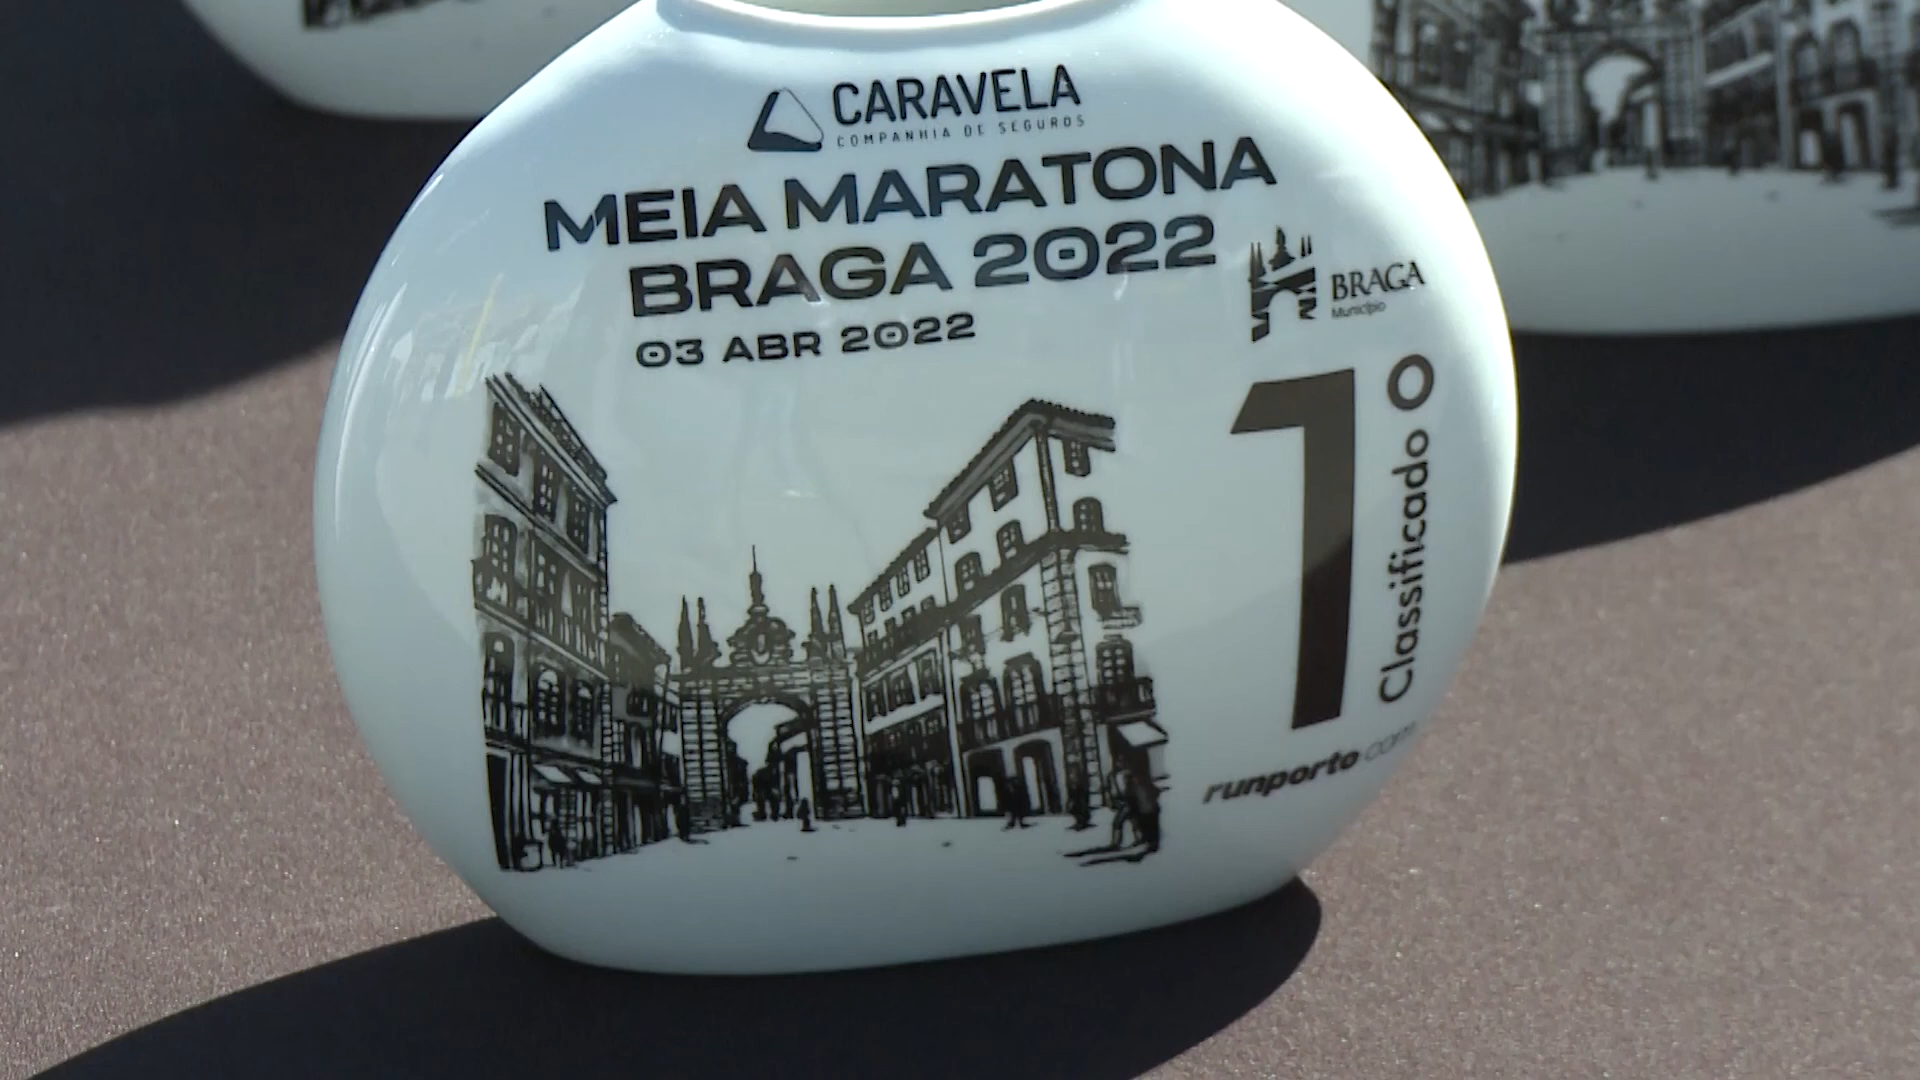 CARAVELA
COMPANHIA DE SEGUROS
MEIA MARATONA
BRAGA 2022
03 ABR 2022
BRAGA
Município
1º
Classificado
runporto.com